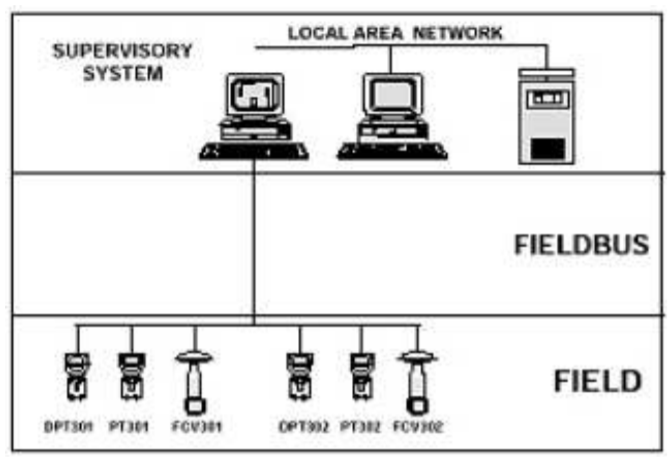 LOCAL AREA NETWORK
SUPERVISORY
SYSTEM
FIELDBUS
FIELD
DPT301 PT301 FCV301 DPT302 PT302 FCV302